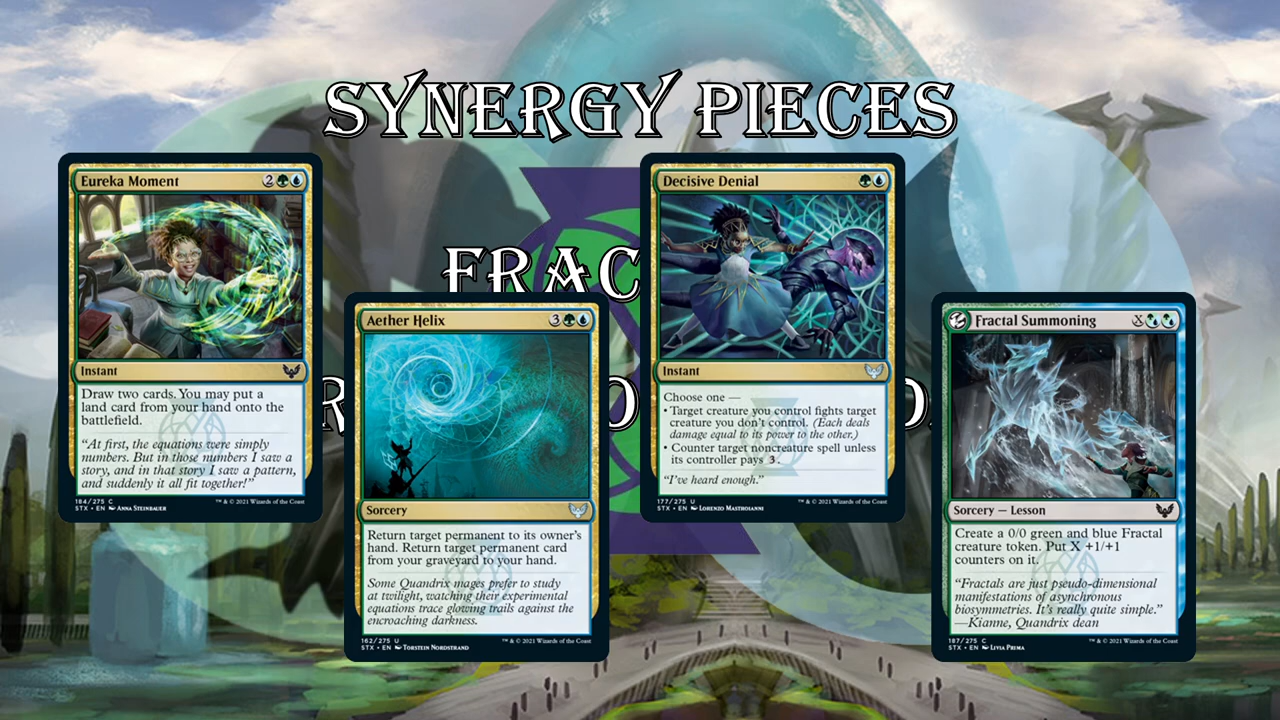 SYNERGY PIECES
Eureka Moment 2
Instant
Draw two cards. You may put a
land card from your hand onto the
battlefield.
"At first, the equations were simply
numbers. But in those numbers I saw a
story, and in that story I saw a pattern,
and suddenly it all fit together!"
184/275 C
STX • EN Anna Steinbauer
™ & © 2021 Wizards of the Coast
FRAC
Aether Helix 3
Sorcery
Return target permanent to its owner's
hand. Return target permanent card
from your graveyard to your hand.
Some Quandrix mages prefer to study
at twilight, watching their experimental
equations trace glowing trails against the
encroaching darkness.
162/275 U
STX • EN Torstein Nordstrand
™ & © 2021 Wizards of the Coast
Decisive Denial
Instant
Choose one —
• Target creature you control fights target
creature you don't control. (Each deals
damage equal to its power to the other.)
• Counter target noncreature spell unless
its controller pays 3.
"I've heard enough."
177/275 U
STX • EN Lorenzo Mastroianni
™ & © 2021 Wizards of the Coast
Fractal Summoning X
Sorcery — Lesson
Create a 0/0 green and blue Fractal
creature token. Put X +1/+1
counters on it.
"Fractals are just pseudo-dimensional
manifestations of asynchronous
biosymmetries. It's really quite simple."
—Kianne, Quandrix dean
187/275 C
STX • EN Livia Prima
™ & © 2021 Wizards of the Coast